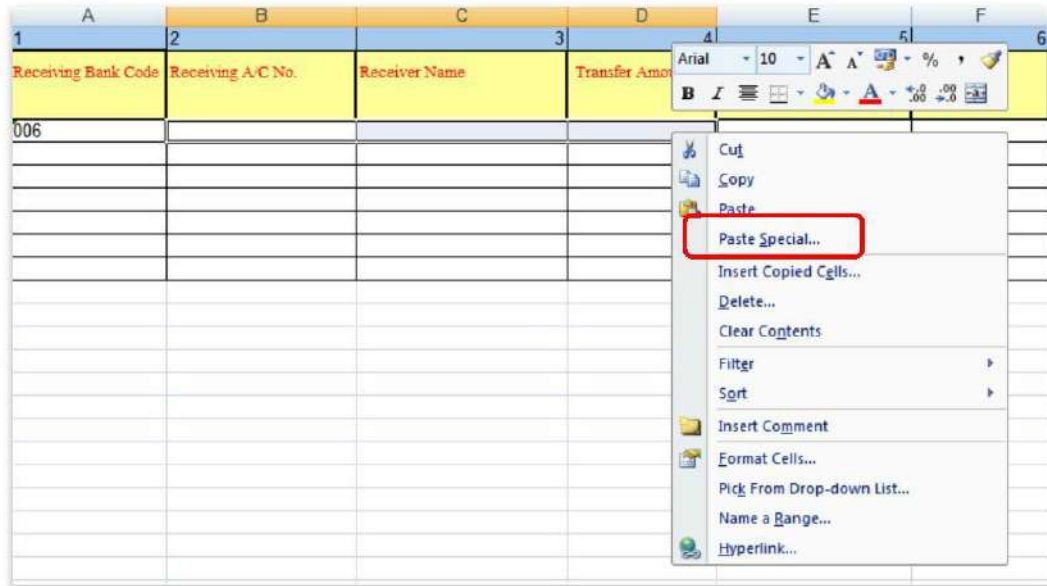 A B C D E F
1 2 3 4 5 6
Receiving Bank Code Receiving A/C No. Receiver Name Transfer
Arial 10 A A % ,
B I A .00 .0
006
Cut
Copy
Paste
Paste Special...
Insert Copied Cells...
Delete...
Clear Contents
Filter
Sort
Insert Comment
Format Cells...
Pick From Drop-down List...
Name a Range...
Hyperlink...